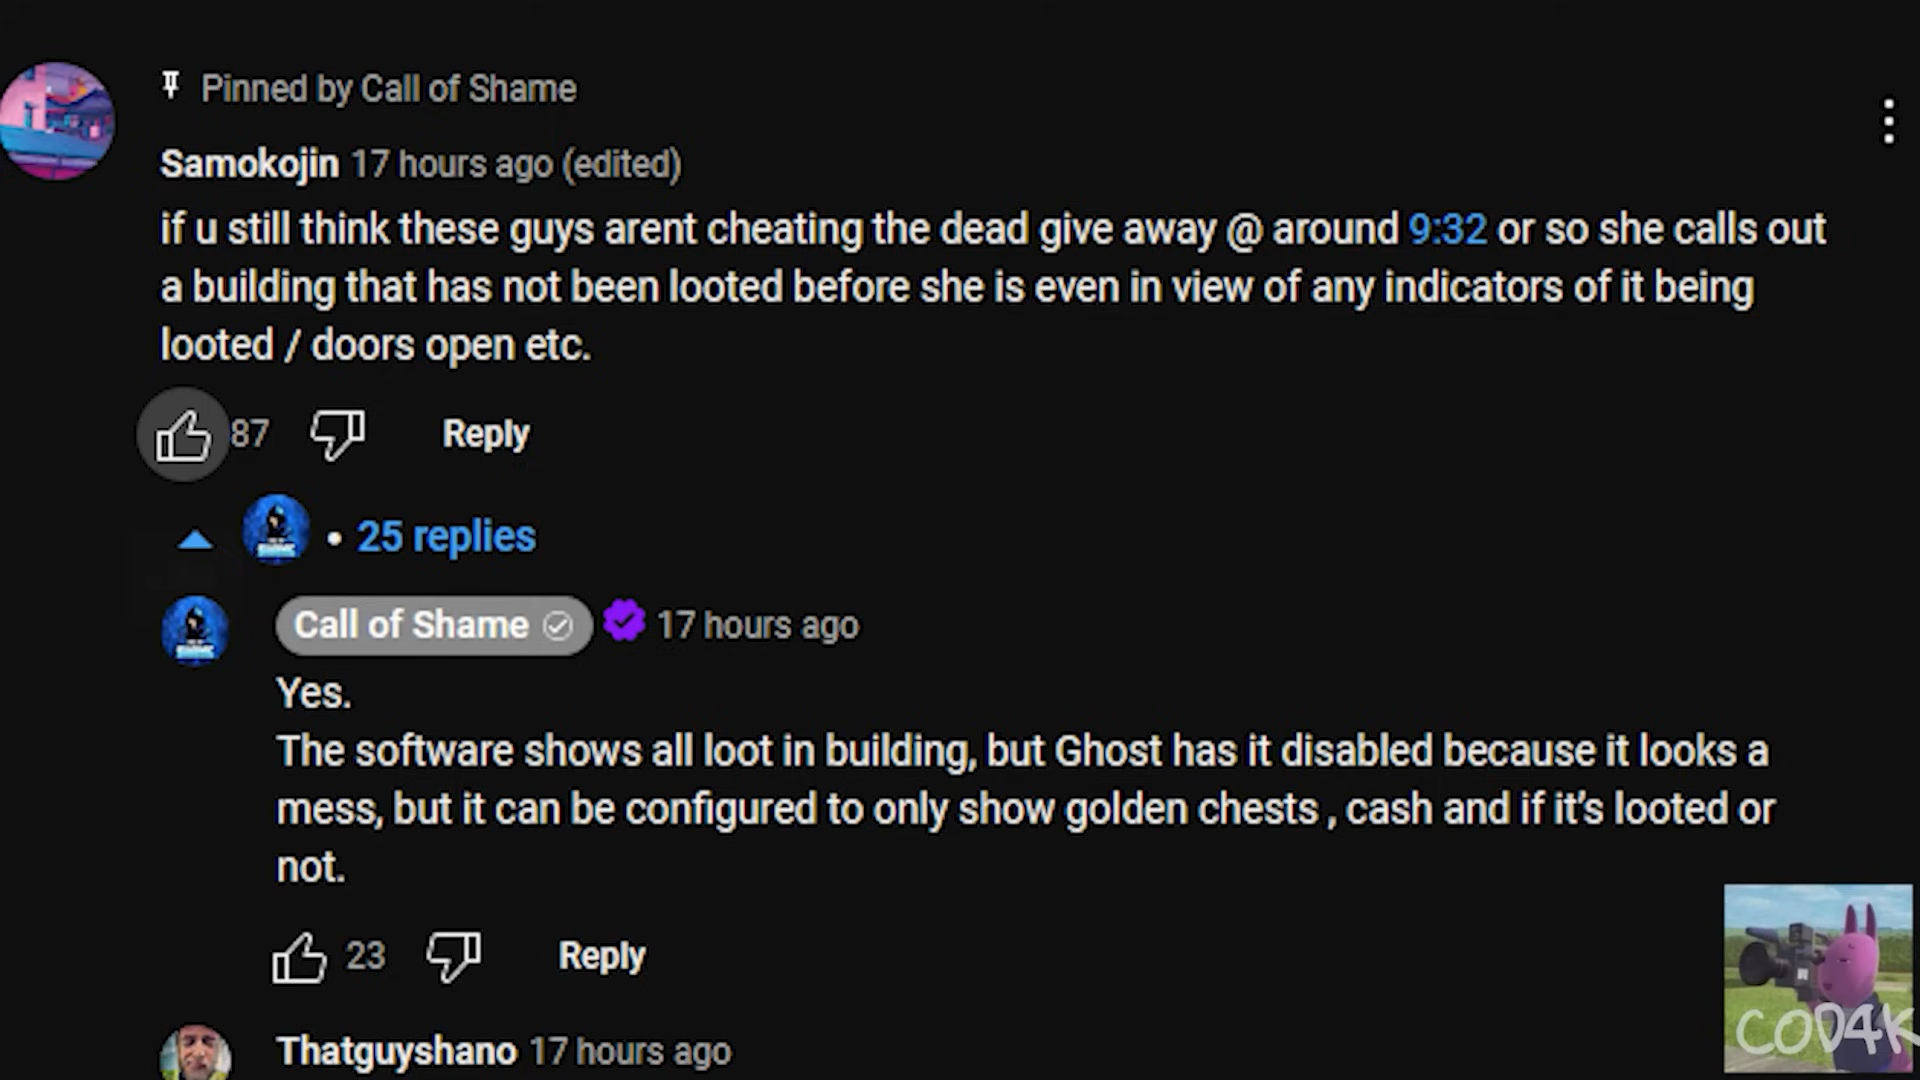 Pinned by Call of Shame
Samokojin 17 hours ago (edited)
if u still think these guys arent cheating the dead give away @ around 9:32 or so she calls out
a building that has not been looted before she is even in view of any indicators of it being
looted / doors open etc.
87 Reply
• 25 replies
Call of Shame 17 hours ago
Yes.
The software shows all loot in building, but Ghost has it disabled because it looks a
mess, but it can be configured to only show golden chests , cash and if it's looted or
not.
23 Reply
COD4K
Thatguyshano 17 hours ago